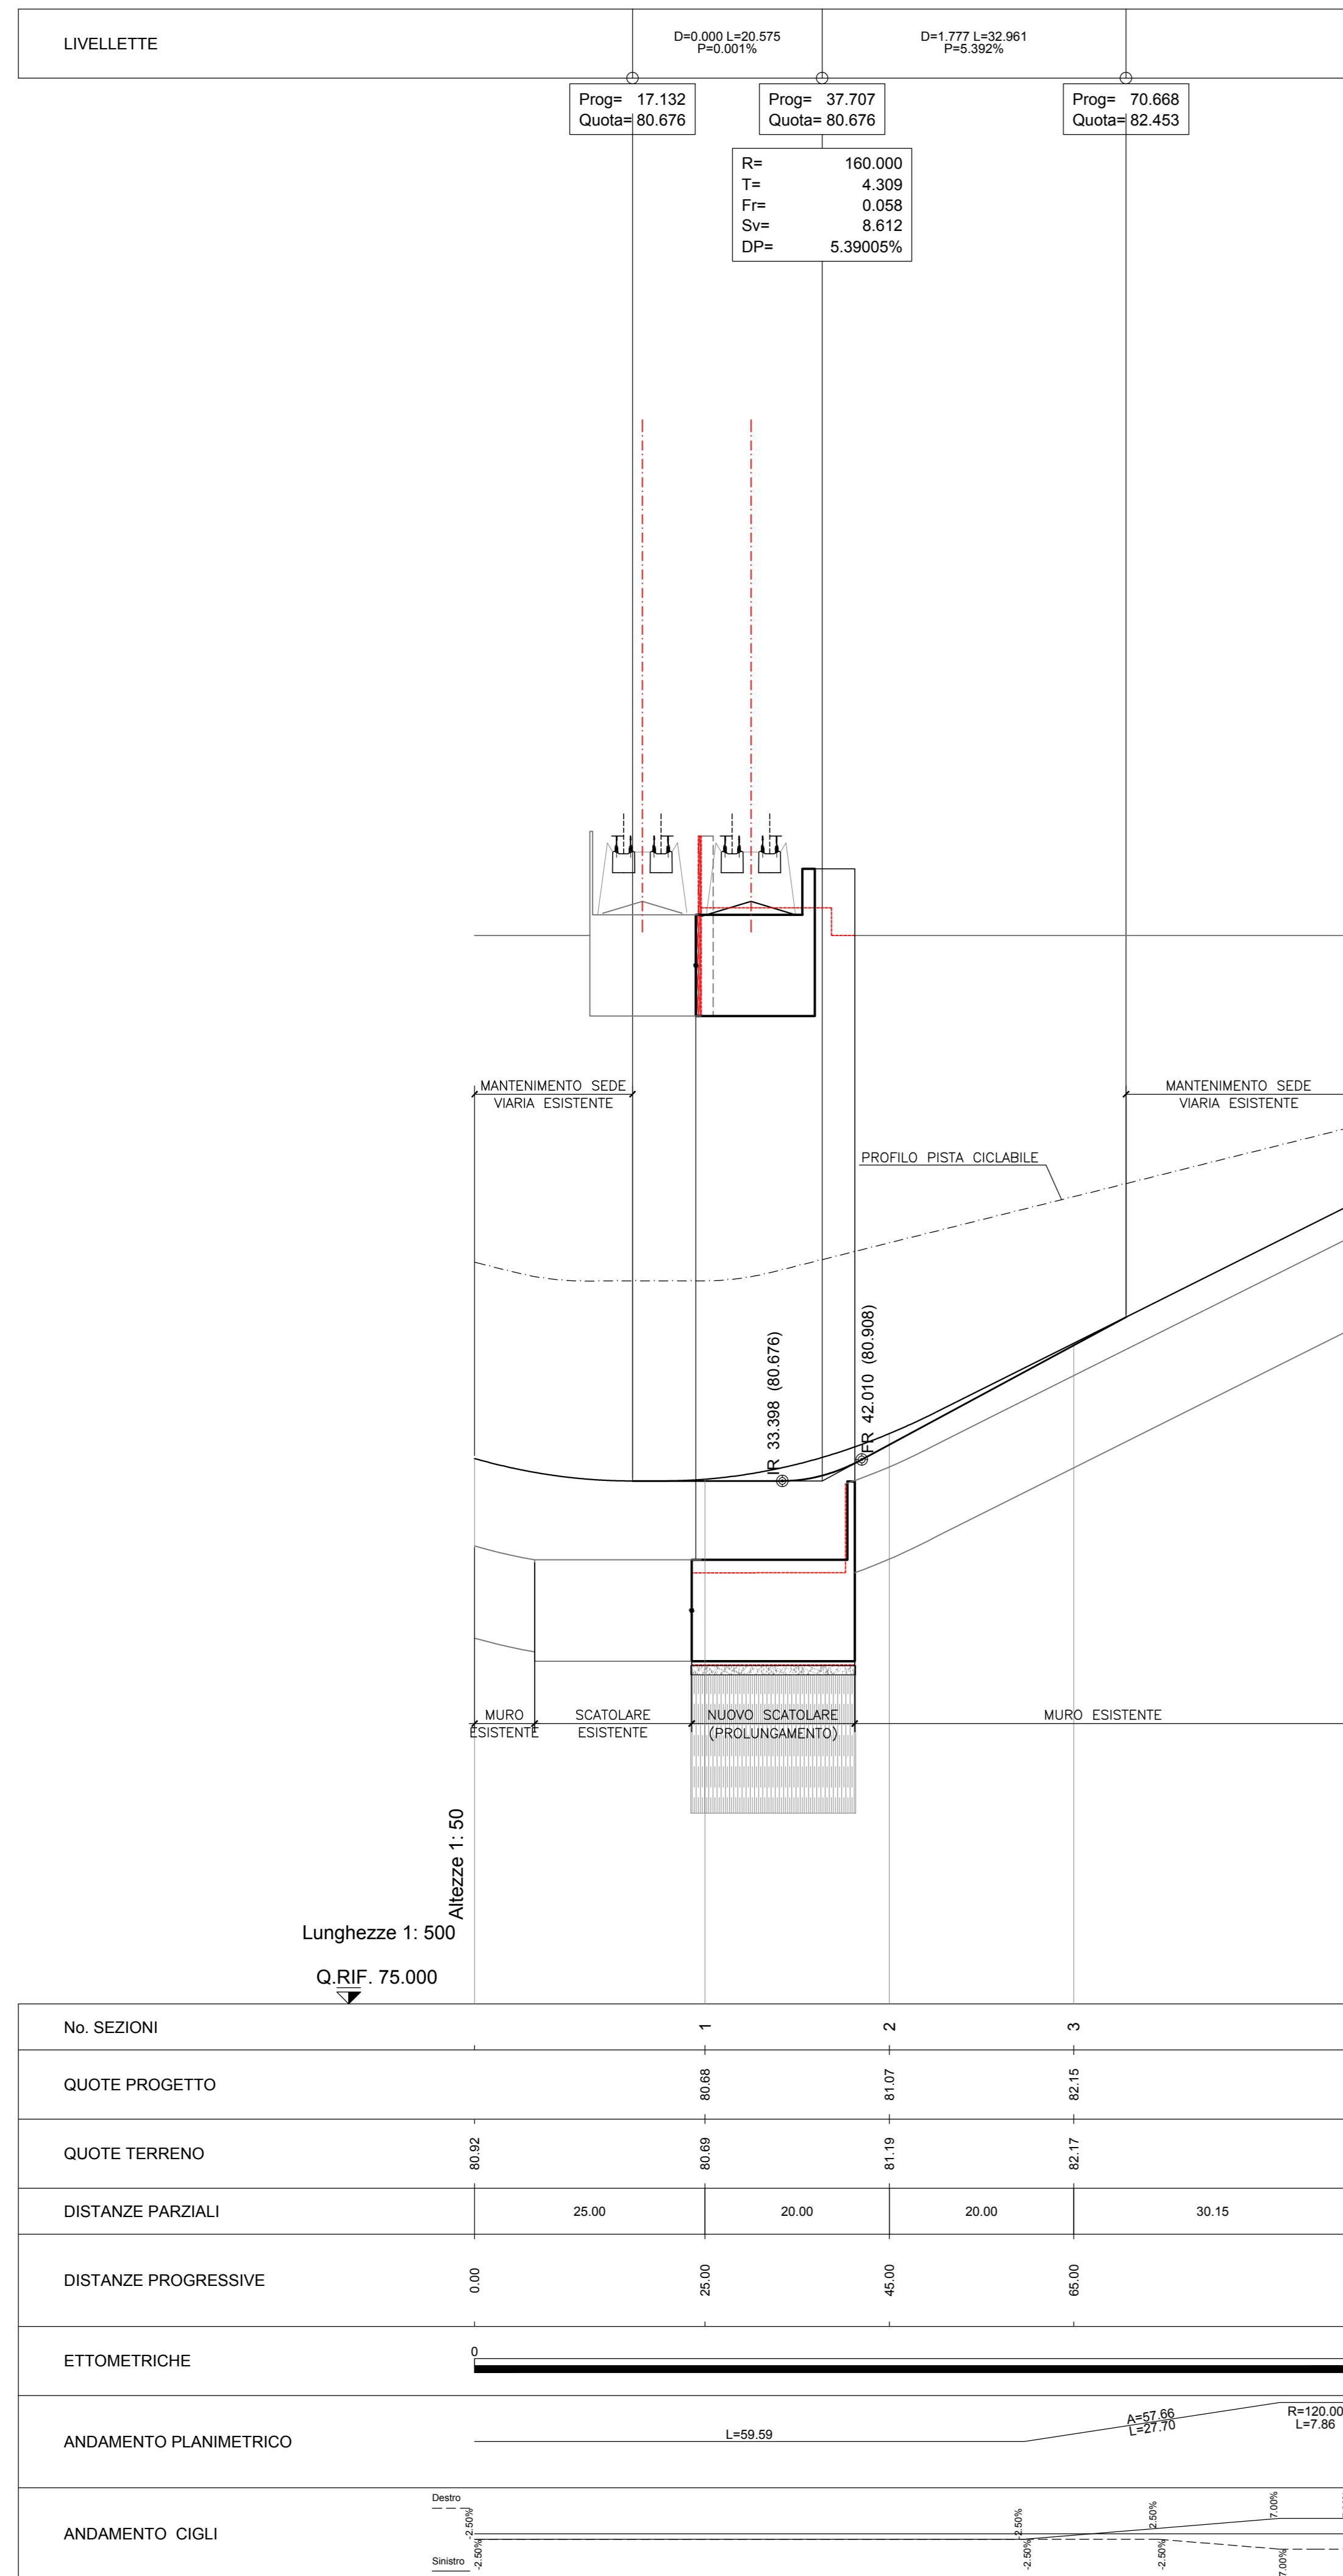 LIVELLETTE
D=0.000 L=20.575
P=0.001%
D=1.777 L=32.961
P=5.392%
Prog= 17.132
Quota= 80.676
Prog= 37.707
Quota= 80.676
Prog= 70.668
Quota= 82.453
R= 160.000
T= 4.309
Fr= 0.058
Sv= 8.612
DP= 5.39005%
MANTENIMENTO SEDE
VIARIA ESISTENTE
MANTENIMENTO SEDE
VIARIA ESISTENTE
PROFILO PISTA CICLABILE
IR 33.398 (80.676)
FR 42.010 (80.908)
MURO
ESISTENTE
SCATOLARE
ESISTENTE
NUOVO SCATOLARE
(PROLUNGAMENTO)
MURO ESISTENTE
Altezze 1: 50
Lunghezze 1: 500
Q.RIF. 75.000
No. SEZIONI
1
2
3
QUOTE PROGETTO
80.68
81.07
82.15
QUOTE TERRENO
80.92
80.69
81.19
82.17
DISTANZE PARZIALI
25.00
20.00
20.00
30.15
DISTANZE PROGRESSIVE
0.00
25.00
45.00
65.00
ETTOMETRICHE
0
ANDAMENTO PLANIMETRICO
L=59.59
A=57.66
L=27.70
R=120.00
L=7.86
ANDAMENTO CIGLI
Destro
Sinistro
-2.50%
-2.50%
-2.50%
-2.50%
2.50%
-2.50%
7.00%
7.00%